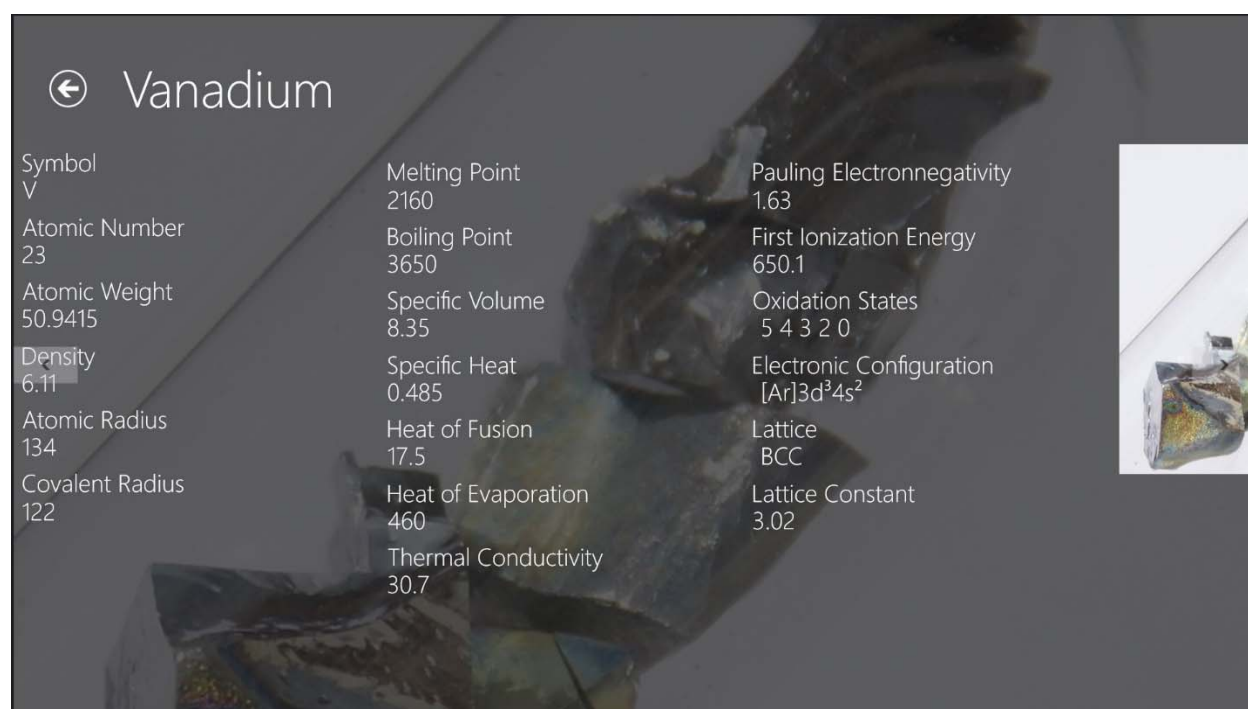 Vanadium
Symbol
V
Atomic Number
23
Atomic Weight
50.9415
Density
6.11
Atomic Radius
134
Covalent Radius
122
Melting Point
2160
Boiling Point
3650
Specific Volume
8.35
Specific Heat
0.485
Heat of Fusion
17.5
Heat of Evaporation
460
Thermal Conductivity
30.7
Pauling Electronnegativity
1.63
First Ionization Energy
650.1
Oxidation States
5 4 3 2 0
Electronic Configuration
[Ar]3d³4s²
Lattice
BCC
Lattice Constant
3.02